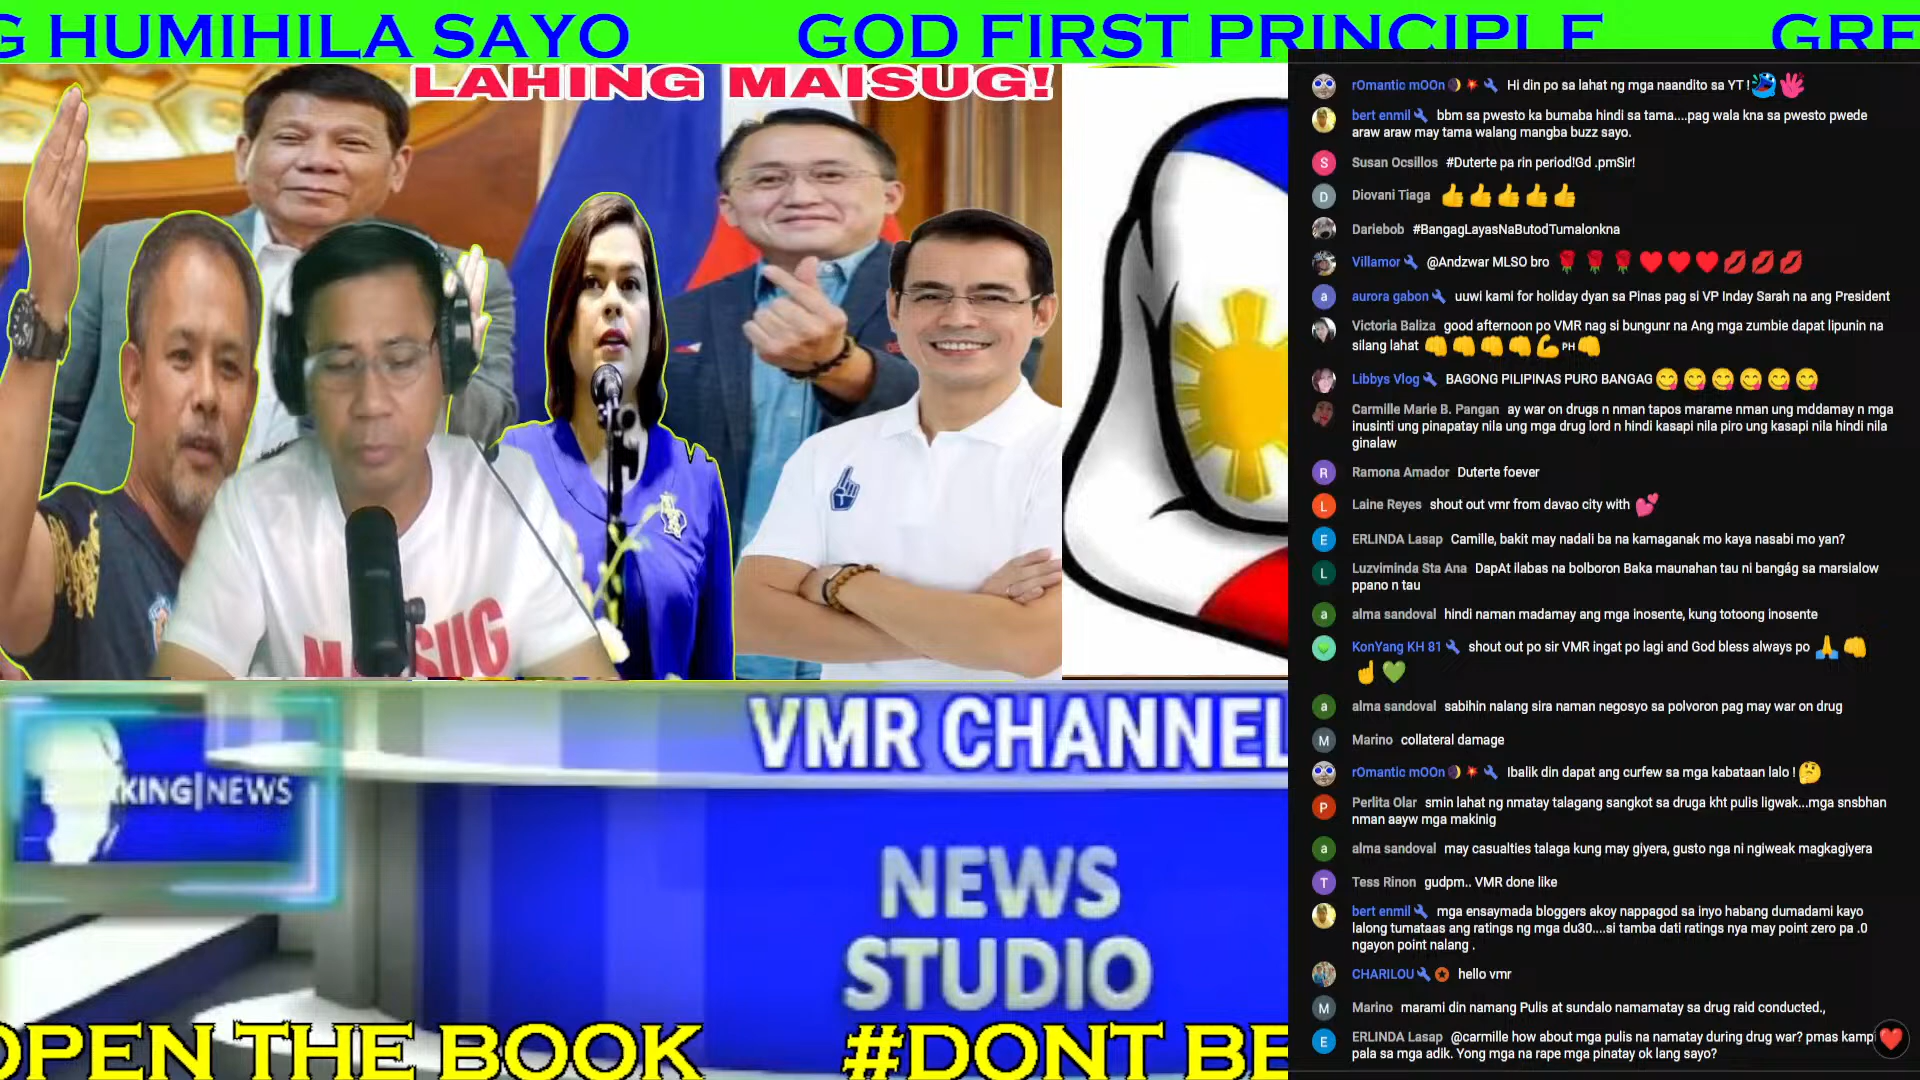 G HUMIHILA SAYO GOD FIRST PRINCIPLE GRE
LAHING MAISUG!
MAISUG
VMR CHANNEL
KING|NEWS
NEWS
STUDIO
OPEN THE BOOK #DONT BE
rOmantic mOOn Hi din po sa lahat ng mga naandito sa YT !
bert enmil bbm sa pwesto ka bumaba hindi sa tama....pag wala kna sa pwesto pwede
araw araw may tama walang mangba buzz sayo.
S Susan Ocsillos #Duterte pa rin period!Gd .pmSir!
D Diovani Tiaga 👍👍👍👍👍
Dariebob #BangagLayasNaButodTumalonkna
Villamor @Andzwar MLSO bro 🌹🌹🌹❤️❤️❤️💋💋💋
a aurora gabon uuwi kami for holiday dyan sa Pinas pag si VP Inday Sarah na ang President
Victoria Baliza good afternoon po VMR nag si bungunr na Ang mga zumbie dapat lipunin na
silang lahat 👊👊👊👊💪PH👊
Libbys Vlog BAGONG PILIPINAS PURO BANGAG 😋😋😋😋😋😋
Carmille Marie B. Pangan ay war on drugs n nman tapos marame nman ung mddamay n mga
inusinti ung pinapatay nila ung mga drug lord n hindi kasapi nila piro ung kasapi nila hindi nila
ginalaw
R Ramona Amador Duterte foever
L Laine Reyes shout out vmr from davao city with 💕
E ERLINDA Lasap Camille, bakit may nadali ba na kamaganak mo kaya nasabi mo yan?
L Luzviminda Sta Ana DapAt ilabas na bolboron Baka maunahan tau ni bangág sa marsialow
ppano n tau
a alma sandoval hindi naman madamay ang mga inosente, kung totoong inosente
KonYang KH 81 shout out po sir VMR ingat po lagi and God bless always po 🙏👊
☝️💚
a alma sandoval sabihin nalang sira naman negosyo sa polvoron pag may war on drug
M Marino collateral damage
rOmantic mOOn Ibalik din dapat ang curfew sa mga kabataan lalo ! 🤔
P Perlita Olar smin lahat ng nmatay talagang sangkot sa druga kht pulis ligwak...mga snsbhan
nman aayw mga makinig
a alma sandoval may casualties talaga kung may giyera, gusto nga ni ngiweak magkagiyera
T Tess Rinon gudpm.. VMR done like
bert enmil mga ensaymada bloggers akoy nappagod sa inyo habang dumadami kayo
lalong tumataas ang ratings ng mga du30....si tamba dati ratings nya may point zero pa .0
ngayon point nalang .
CHARILOU hello vmr
M Marino marami din namang Pulis at sundalo namamatay sa drug raid conducted.,
E ERLINDA Lasap @carmille how about mga pulis na namatay during drug war? pmas kamp
pala sa mga adik. Yong mga na rape mga pinatay ok lang sayo?